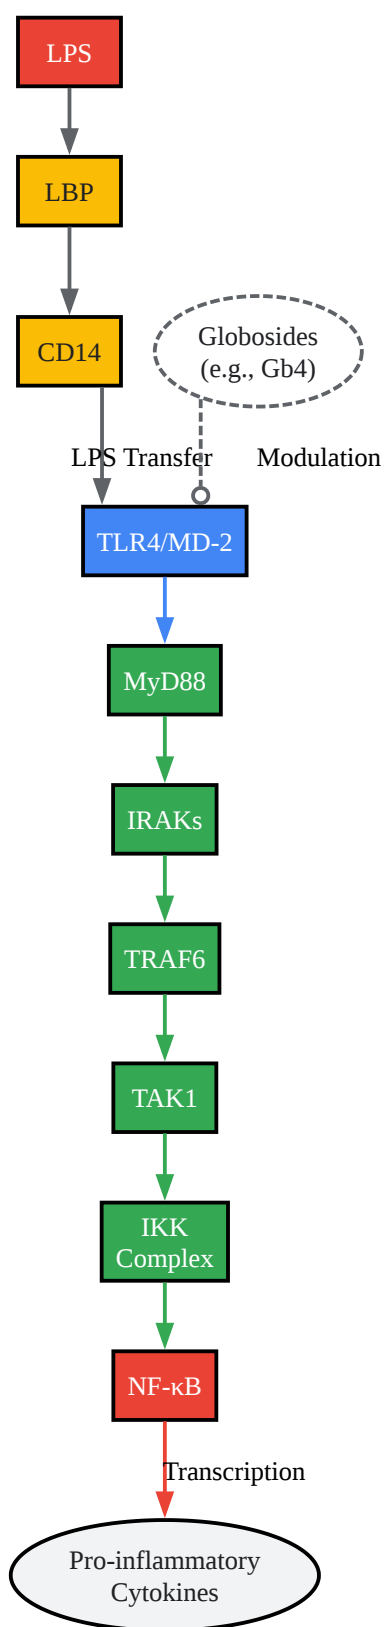 LPS
LBP
CD14
Globosides
(e.g., Gb4)
LPS Transfer
Modulation
TLR4/MD-2
MyD88
IRAKs
TRAF6
TAK1
IKK
Complex
NF-κB
Transcription
Pro-inflammatory
Cytokines